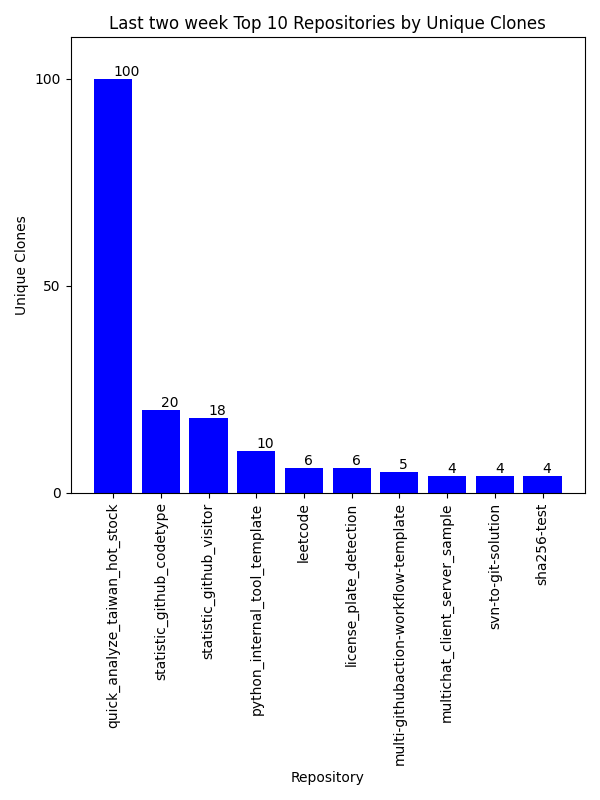 Last two week Top 10 Repositories by Unique Clones
Unique Clones
100
50
0
100
20
18
10
6
6
5
4
4
4
quick_analyze_taiwan_hot_stock
statistic_github_codetype
statistic_github_visitor
python_internal_tool_template
leetcode
license_plate_detection
multi-githubaction-workflow-template
multichat_client_server_sample
svn-to-git-solution
sha256-test
Repository